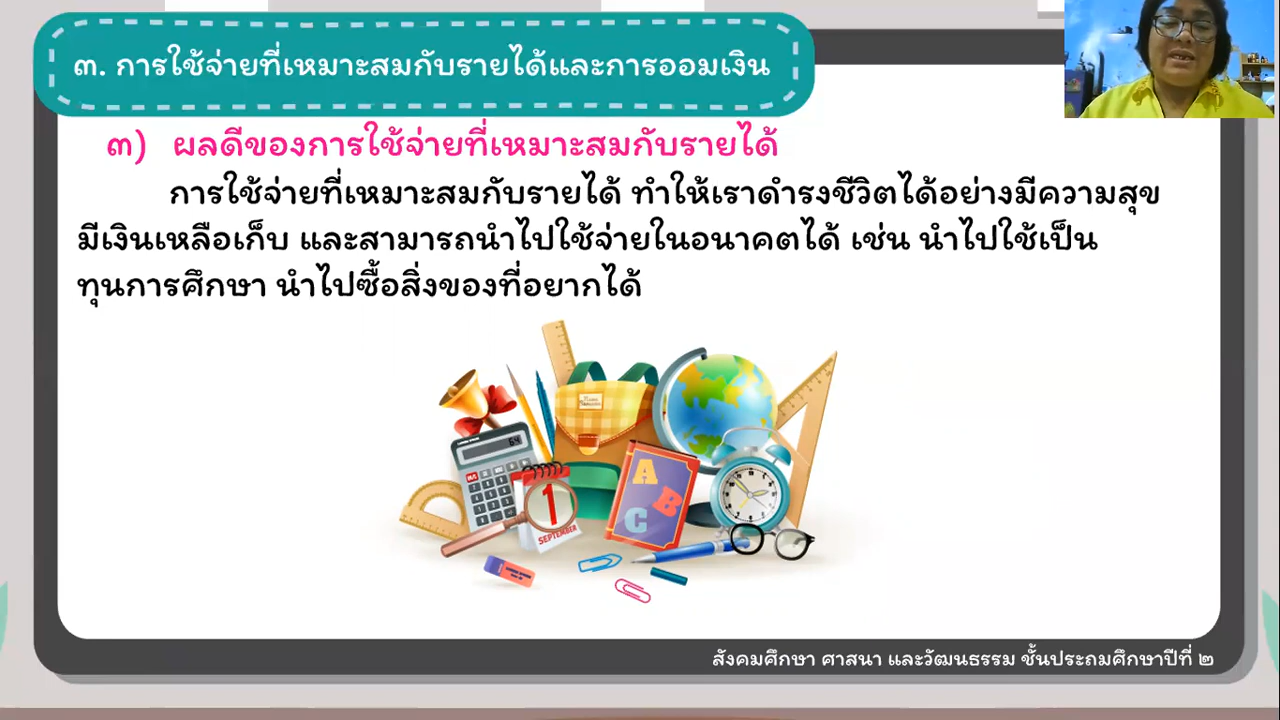 ๓. การใช้จ่ายที่เหมาะสมกับรายได้และการออมเงิน
๓) ผลดีของการใช้จ่ายที่เหมาะสมกับรายได้
การใช้จ่ายที่เหมาะสมกับรายได้ ทำให้เราดำรงชีวิตได้อย่างมีความสุข
มีเงินเหลือเก็บ และสามารถนำไปใช้จ่ายในอนาคตได้ เช่น นำไปใช้เป็น
ทุนการศึกษา นำไปซื้อสิ่งของที่อยากได้
64
A
B
C
1
SEPTEMBER
สังคมศึกษา ศาสนา และวัฒนธรรม ชั้นประถมศึกษาปีที่ ๒